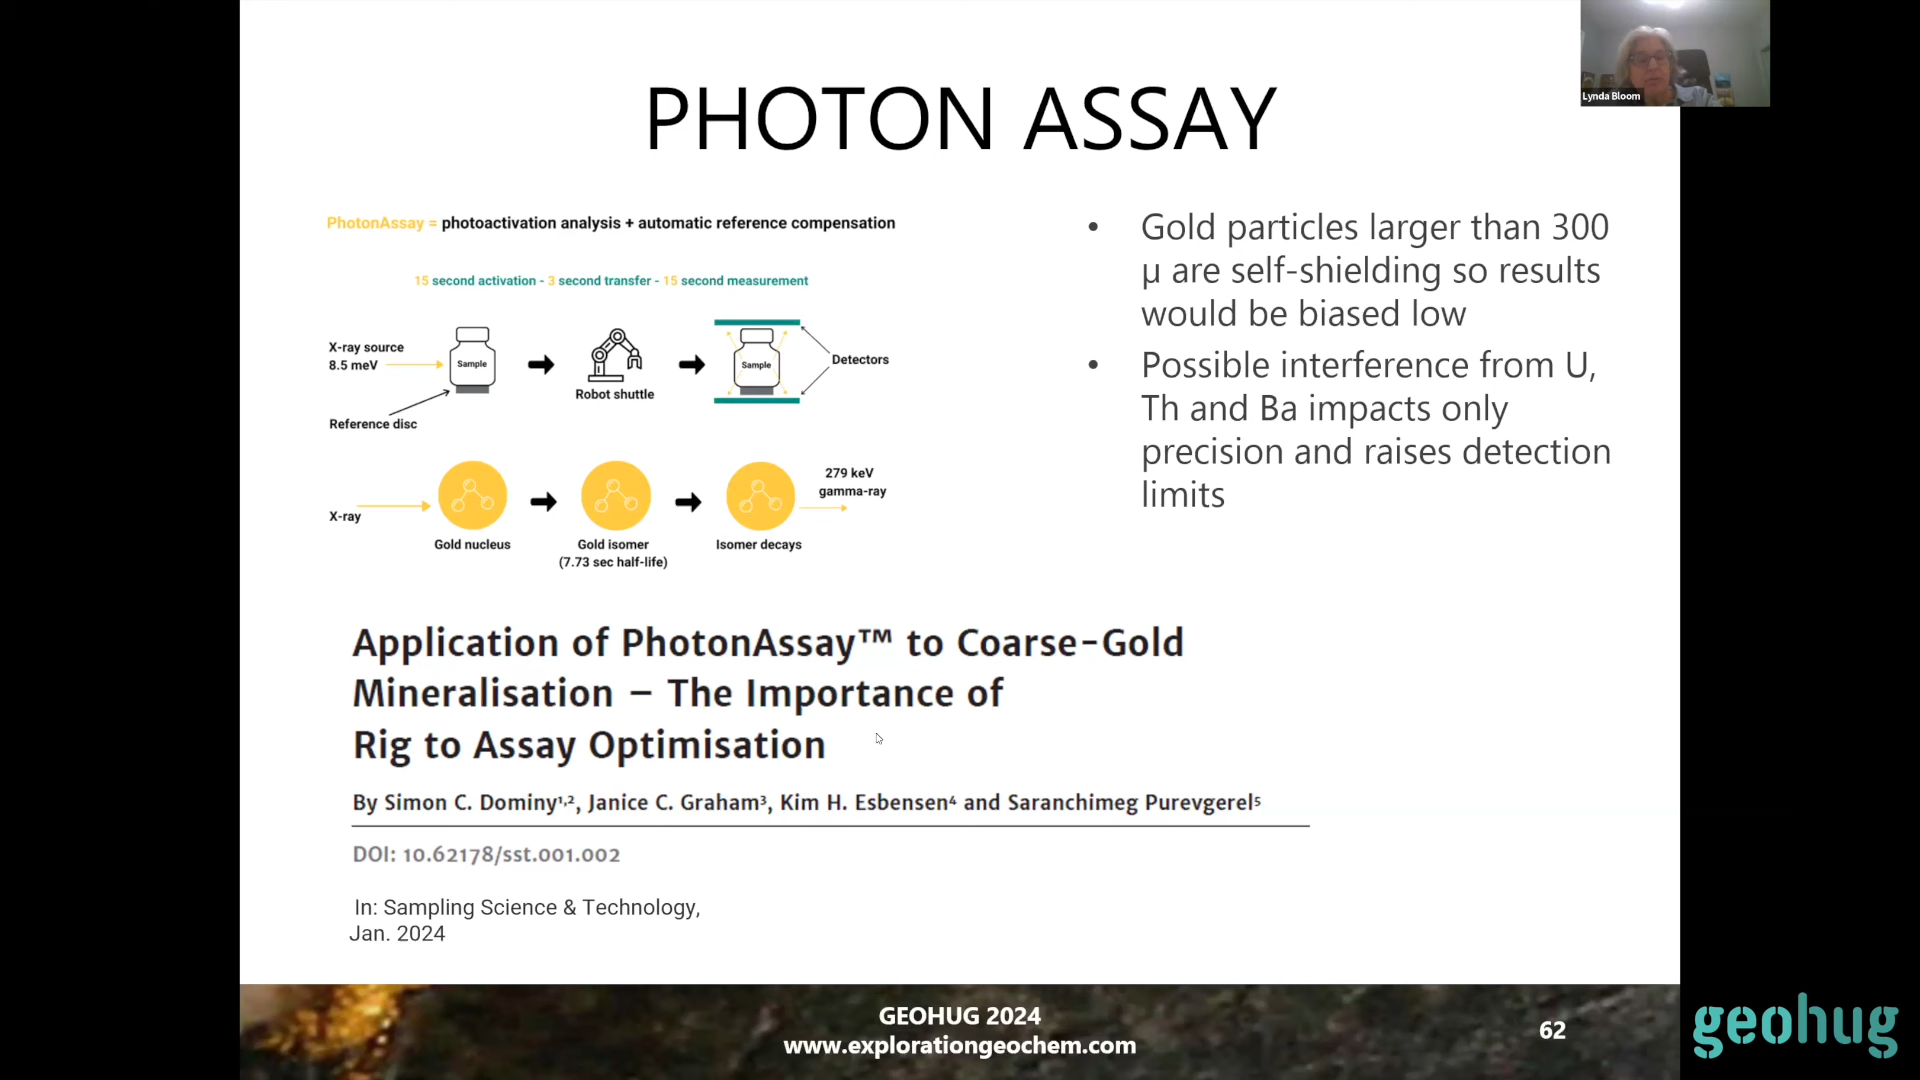 Lynda Bloom
PHOTON ASSAY
PhotonAssay = photoactivation analysis + automatic reference compensation
15 second activation - 3 second transfer - 15 second measurement
X-ray source
8.5 meV
Sample
Reference disc
Robot shuttle
Sample
Detectors
X-ray
Gold nucleus
Gold isomer
(7.73 sec half-life)
Isomer decays
279 keV
gamma-ray
• Gold particles larger than 300
µ are self-shielding so results
would be biased low
• Possible interference from U,
Th and Ba impacts only
precision and raises detection
limits
Application of PhotonAssay™ to Coarse-Gold
Mineralisation – The Importance of
Rig to Assay Optimisation
By Simon C. Dominy¹,², Janice C. Graham³, Kim H. Esbensen⁴ and Saranchimeg Purevgerel⁵
DOI: 10.62178/sst.001.002
In: Sampling Science & Technology,
Jan. 2024
GEOHUG 2024
www.explorationgeochem.com
62
geohug